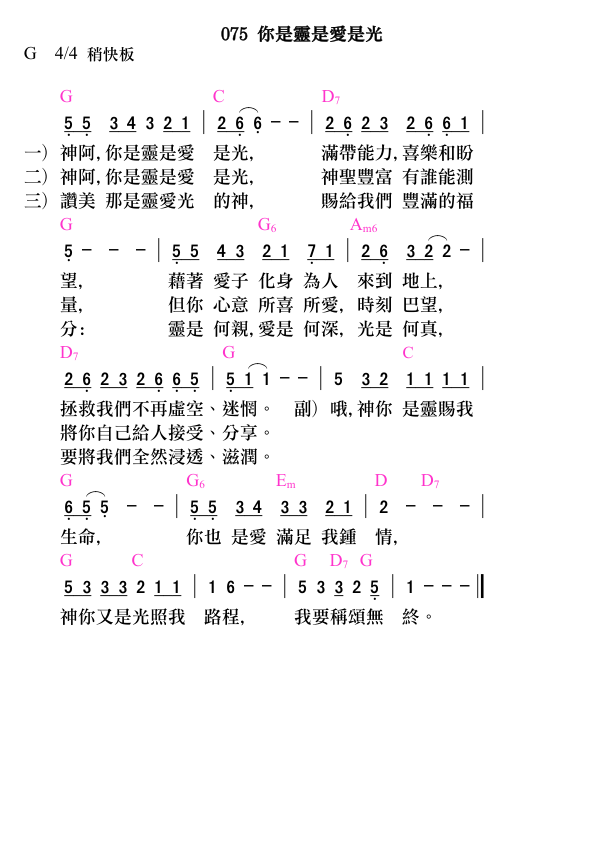 075 你是靈是愛是光
G 4/4 稍快板
G C D7
5 5 3 4 3 2 1 | 2 6 6 - - | 2 6 2 3 2 6 6 1 |
一) 神阿, 你是靈是愛 是光, 滿帶能力, 喜樂和盼
二) 神阿, 你是靈是愛 是光, 神聖豐富 有誰能測
三) 讚美 那是靈愛光 的神, 賜給我們 豐滿的福
G G6 Am6
5 - - - | 5 5 4 3 2 1 7 1 | 2 6 3 2 2 - |
望, 藉著 愛子 化身 為人 來到 地上,
量, 但你 心意 所喜 所愛, 時刻 巴望,
分: 靈是 何親, 愛是 何深, 光是 何真,
D7 G C
2 6 2 3 2 6 6 5 | 5 1 1 - - | 5 3 2 1 1 1 1 |
拯救我們不再虛空、迷惘。 副) 哦, 神你 是靈賜我
將你自己給人接受、分享。
要將我們全然浸透、滋潤。
G G6 Em D D7
6 5 5 - - | 5 5 3 4 3 3 2 1 | 2 - - - |
生命, 你也 是愛 滿足 我鍾 情,
G C G D7 G
5 3 3 3 2 1 1 | 1 6 - - | 5 3 3 2 5 | 1 - - - ‖
神你又是光照我 路程, 我要稱頌無 終。